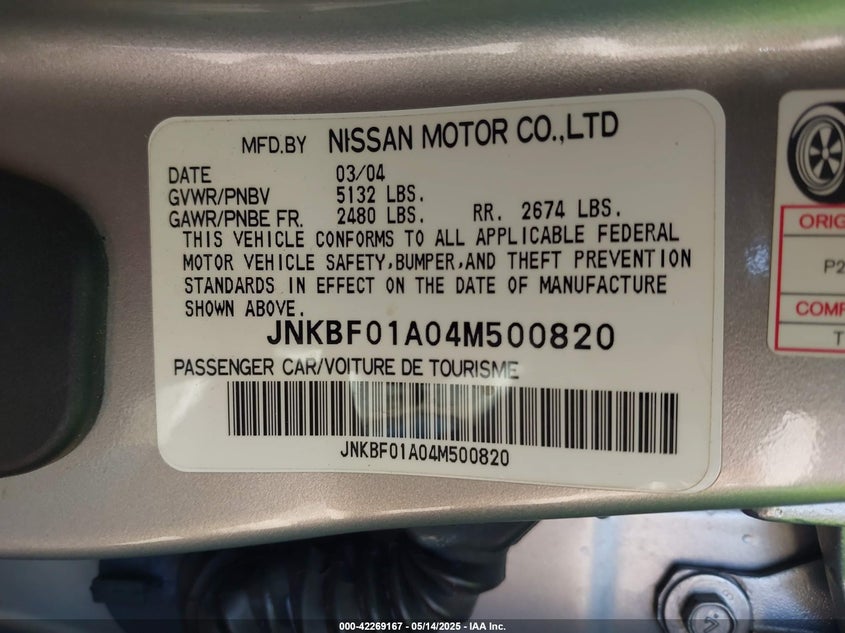 MFD.BY NISSAN MOTOR CO.,LTD
DATE 03/04
GVWR/PNBV 5132 LBS.
GAWR/PNBE FR. 2480 LBS. RR. 2674 LBS.
THIS VEHICLE CONFORMS TO ALL APPLICABLE FEDERAL
MOTOR VEHICLE SAFETY,BUMPER,AND THEFT PREVENTION
STANDARDS IN EFFECT ON THE DATE OF MANUFACTURE
SHOWN ABOVE.
JNKBF01A04M500820
PASSENGER CAR/VOITURE DE TOURISME
JNKBF01A04M500820
ORIG
P2
COMP
T
000-42269167 - 05/14/2025 - IAA Inc.